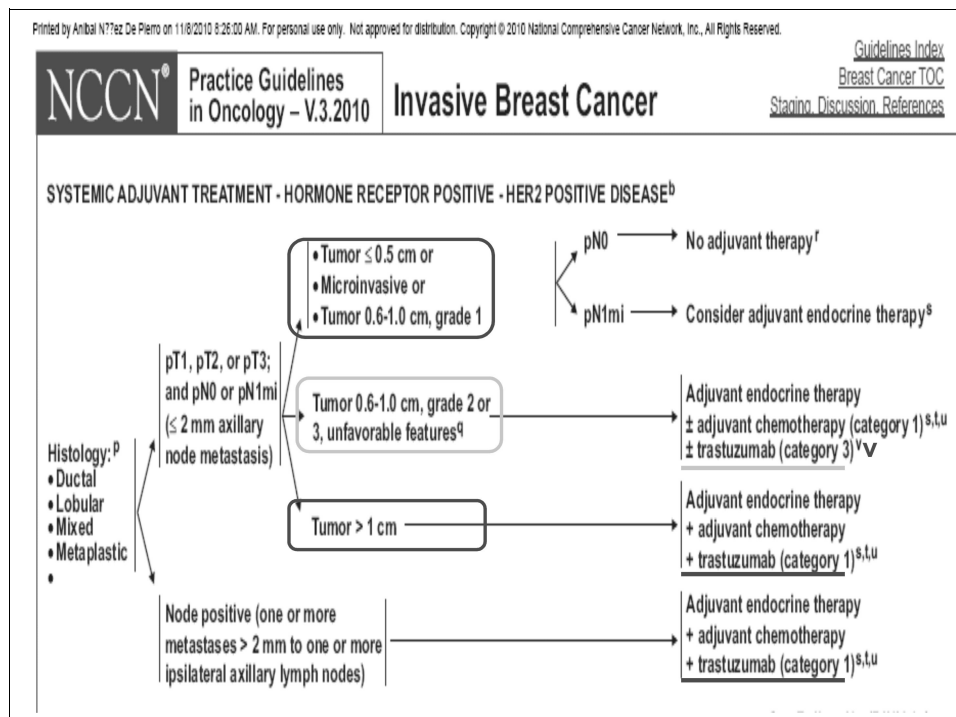 Printed by Anibal N??ez De Pierro on 11/8/2010 6:26:00 AM. For personal use only. Not approved for distribution. Copyright © 2010 National Comprehensive Cancer Network, Inc., All Rights Reserved.
NCCN®
Practice Guidelines
in Oncology – V.3.2010
Invasive Breast Cancer
Guidelines Index
Breast Cancer TOC
Staging, Discussion, References
SYSTEMIC ADJUVANT TREATMENT - HORMONE RECEPTOR POSITIVE - HER2 POSITIVE DISEASEᵇ
• Tumor ≤ 0.5 cm or
• Microinvasive or
• Tumor 0.6-1.0 cm, grade 1
pN0
No adjuvant therapyʳ
pN1mi
Consider adjuvant endocrine therapyˢ
pT1, pT2, or pT3;
and pN0 or pN1mi
(≤ 2 mm axillary
node metastasis)
Tumor 0.6-1.0 cm, grade 2 or
3, unfavorable features^q
Adjuvant endocrine therapy
± adjuvant chemotherapy (category 1)ˢ,ᵗ,ᵘ
± trastuzumab (category 3)ᵛ v
Histology: ᵖ
• Ductal
• Lobular
• Mixed
• Metaplastic
•
Tumor > 1 cm
Adjuvant endocrine therapy
+ adjuvant chemotherapy
+ trastuzumab (category 1)ˢ,ᵗ,ᵘ
Node positive (one or more
metastases > 2 mm to one or more
ipsilateral axillary lymph nodes)
Adjuvant endocrine therapy
+ adjuvant chemotherapy
+ trastuzumab (category 1)ˢ,ᵗ,ᵘ